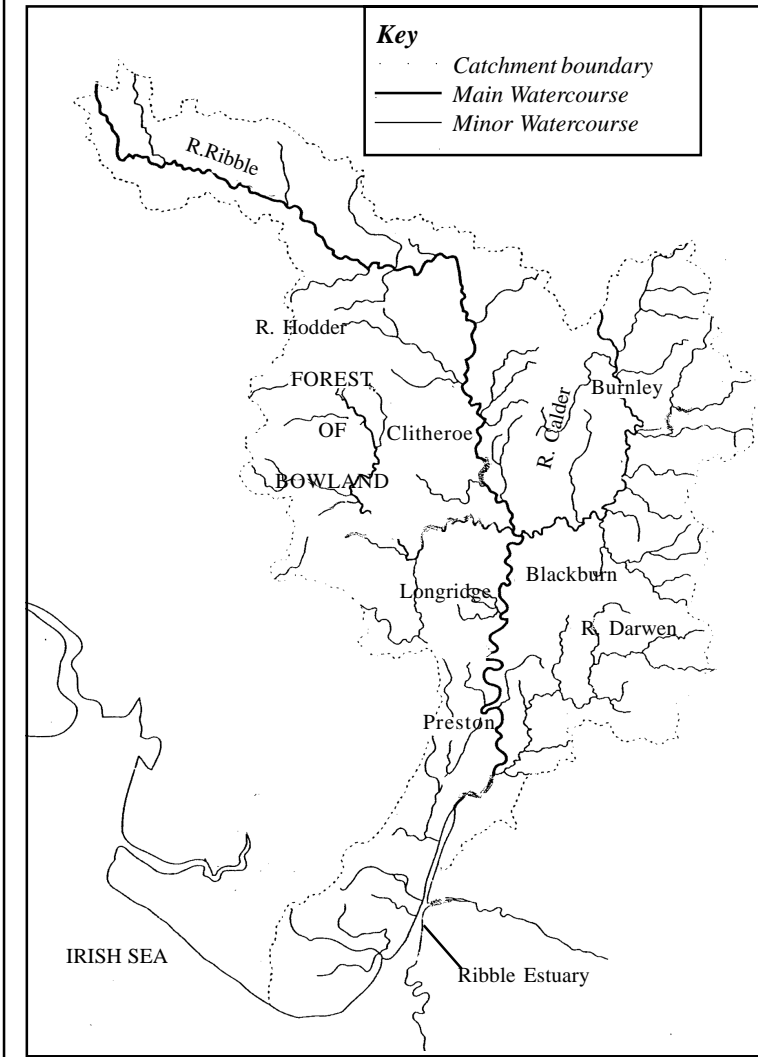 Key
Catchment boundary
Main Watercourse
Minor Watercourse
R.Ribble
R. Hodder
FOREST
OF
BOWLAND
Clitheroe
R. Calder
Burnley
Longridge
Blackburn
R. Darwen
Preston
IRISH SEA
Ribble Estuary